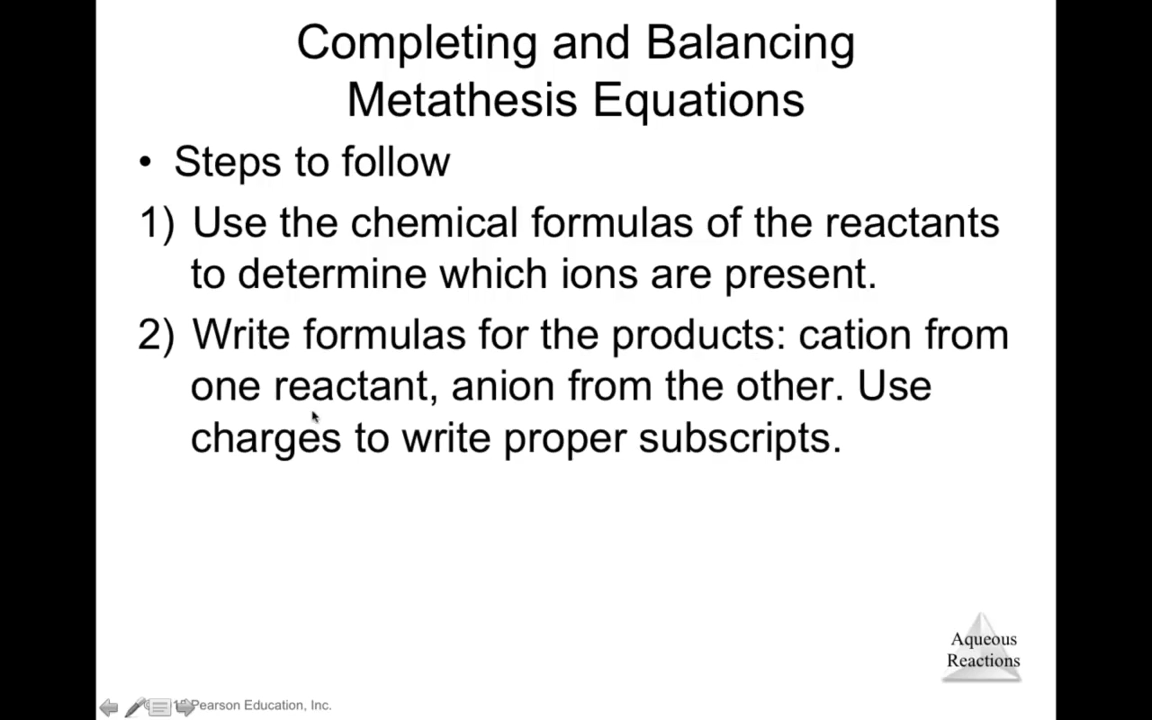 Completing and Balancing
Metathesis Equations
• Steps to follow
1) Use the chemical formulas of the reactants
to determine which ions are present.
2) Write formulas for the products: cation from
one reactant, anion from the other. Use
charges to write proper subscripts.
Aqueous
Reactions
Pearson Education, Inc.